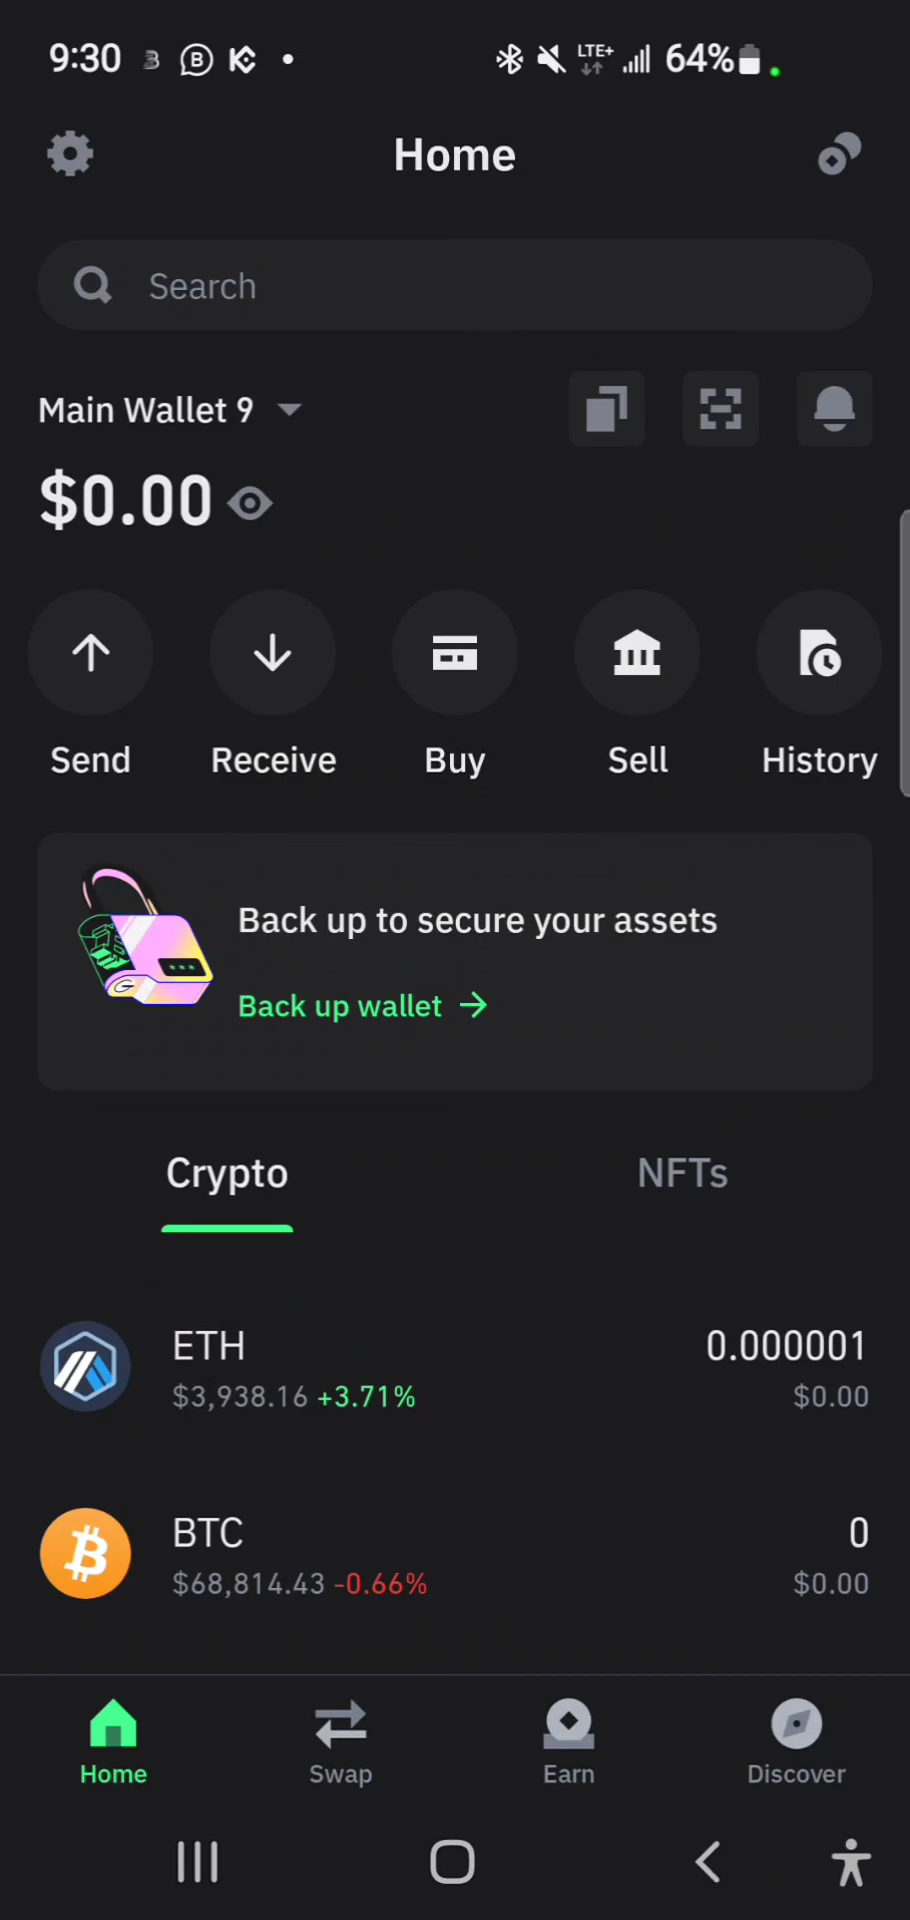 9:30 LTE+ 64%
Home
Search
Main Wallet 9
$0.00
Send Receive Buy Sell History
Back up to secure your assets
Back up wallet →
Crypto NFTs
ETH 0.000001
$3,938.16 +3.71% $0.00
BTC 0
$68,814.43 -0.66% $0.00
Home Swap Earn Discover